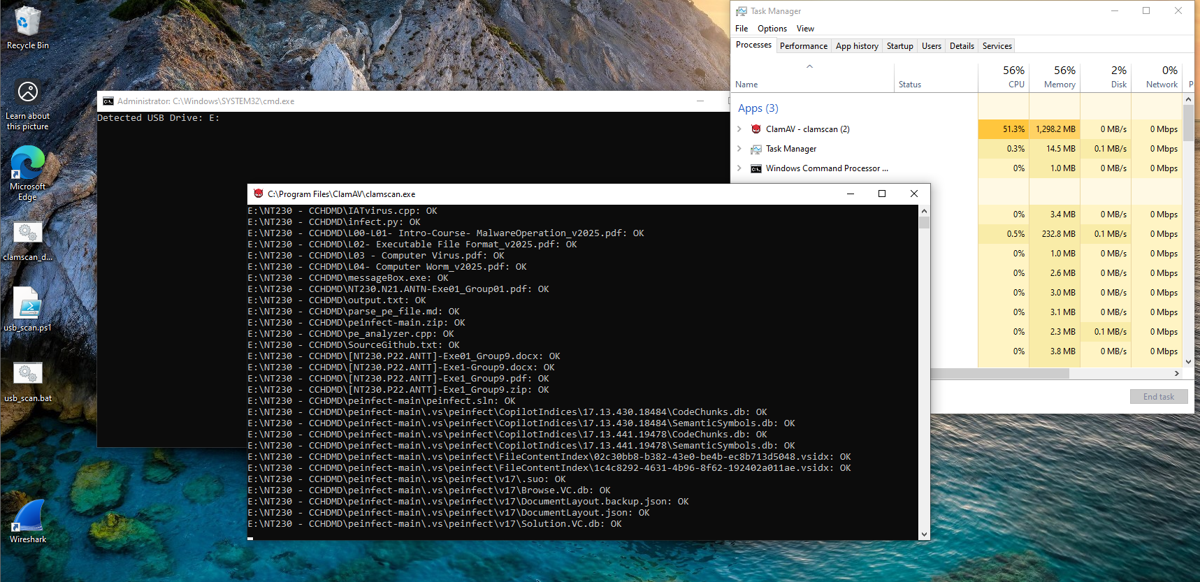 Recycle Bin
Learn about
this picture
Microsoft
Edge
clamscan_d...
usb_scan.ps1
usb_scan.bat
Wireshark
Administrator: C:\Windows\SYSTEM32\cmd.exe
Detected USB Drive: E:
C:\Program Files\ClamAV\clamscan.exe
E:\NT230 - CCHDMD\IATvirus.cpp: OK
E:\NT230 - CCHDMD\infect.py: OK
E:\NT230 - CCHDMD\L00-L01- Intro-Course- MalwareOperation_v2025.pdf: OK
E:\NT230 - CCHDMD\L02- Executable File Format_v2025.pdf: OK
E:\NT230 - CCHDMD\L03 - Computer Virus.pdf: OK
E:\NT230 - CCHDMD\L04- Computer Worm_v2025.pdf: OK
E:\NT230 - CCHDMD\messageBox.exe: OK
E:\NT230 - CCHDMD\NT230.N21.ANTN-Exe01_Group01.pdf: OK
E:\NT230 - CCHDMD\output.txt: OK
E:\NT230 - CCHDMD\parse_pe_file.md: OK
E:\NT230 - CCHDMD\peinfect-main.zip: OK
E:\NT230 - CCHDMD\pe_analyzer.cpp: OK
E:\NT230 - CCHDMD\SourceGithub.txt: OK
E:\NT230 - CCHDMD\[NT230.P22.ANTT]-Exe01_Group9.docx: OK
E:\NT230 - CCHDMD\[NT230.P22.ANTT]-Exe1-Group9.docx: OK
E:\NT230 - CCHDMD\[NT230.P22.ANTT]-Exe1_Group9.pdf: OK
E:\NT230 - CCHDMD\[NT230.P22.ANTT]-Exe1_Group9.zip: OK
E:\NT230 - CCHDMD\peinfect-main\peinfect.sln: OK
E:\NT230 - CCHDMD\peinfect-main\.vs\peinfect\CopilotIndices\17.13.430.18484\CodeChunks.db: OK
E:\NT230 - CCHDMD\peinfect-main\.vs\peinfect\CopilotIndices\17.13.430.18484\SemanticSymbols.db: OK
E:\NT230 - CCHDMD\peinfect-main\.vs\peinfect\CopilotIndices\17.13.441.19478\CodeChunks.db: OK
E:\NT230 - CCHDMD\peinfect-main\.vs\peinfect\CopilotIndices\17.13.441.19478\SemanticSymbols.db: OK
E:\NT230 - CCHDMD\peinfect-main\.vs\peinfect\FileContentIndex\02c30bb8-b382-43e0-be4b-ec8b713d5048.vsidx: OK
E:\NT230 - CCHDMD\peinfect-main\.vs\peinfect\FileContentIndex\1c4c8292-4631-4b96-8f62-192402a011ae.vsidx: OK
E:\NT230 - CCHDMD\peinfect-main\.vs\peinfect\v17\.suo: OK
E:\NT230 - CCHDMD\peinfect-main\.vs\peinfect\v17\Browse.VC.db: OK
E:\NT230 - CCHDMD\peinfect-main\.vs\peinfect\v17\DocumentLayout.backup.json: OK
E:\NT230 - CCHDMD\peinfect-main\.vs\peinfect\v17\DocumentLayout.json: OK
E:\NT230 - CCHDMD\peinfect-main\.vs\peinfect\v17\Solution.VC.db: OK
Task Manager
File Options View
Processes Performance App history Startup Users Details Services
56% 56% 2% 0%
Name Status CPU Memory Disk Network P
Apps (3)
ClamAV - clamscan (2) 51.3% 1,298.2 MB 0 MB/s 0 Mbps
Task Manager 0.3% 14.5 MB 0.1 MB/s 0 Mbps
Windows Command Processor ... 0% 1.0 MB 0 MB/s 0 Mbps
0% 3.4 MB 0 MB/s 0 Mbps
0.5% 232.8 MB 0.1 MB/s 0 Mbps
0% 1.0 MB 0 MB/s 0 Mbps
0% 2.6 MB 0 MB/s 0 Mbps
0% 3.0 MB 0 MB/s 0 Mbps
0% 3.1 MB 0 MB/s 0 Mbps
0% 2.3 MB 0.1 MB/s 0 Mbps
0% 3.8 MB 0 MB/s 0 Mbps
End task